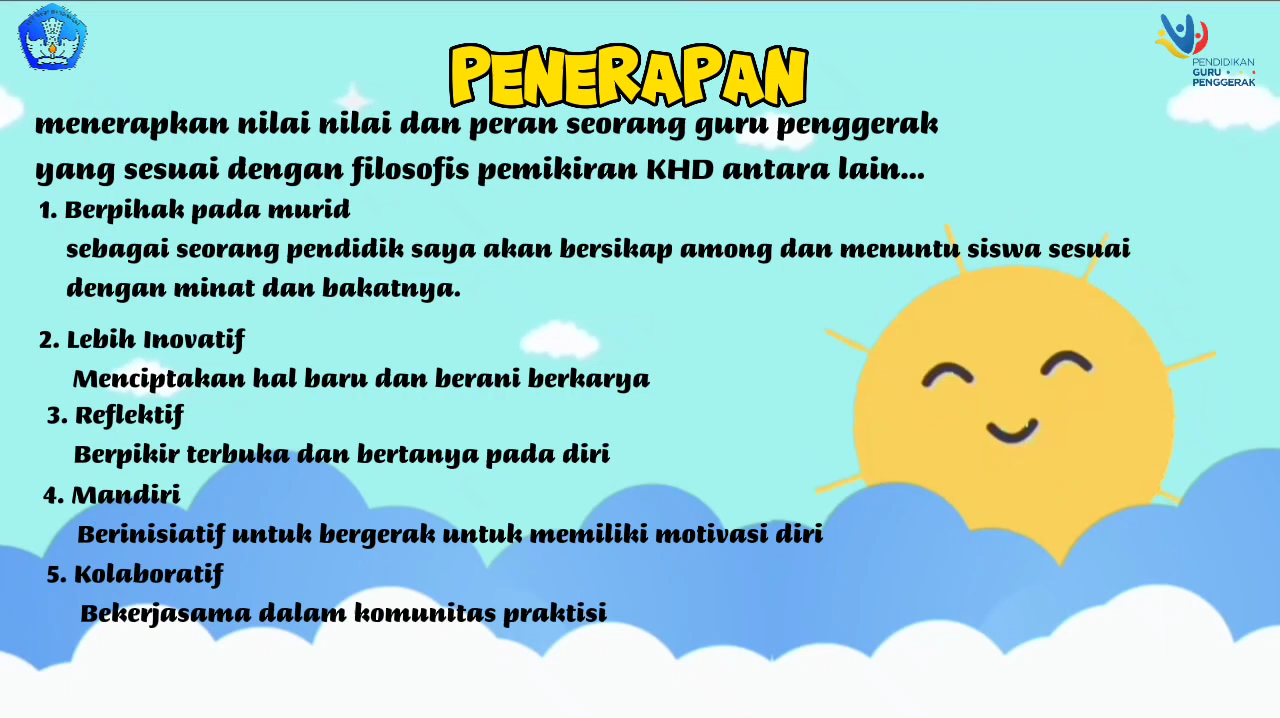 PENERAPAN
PENDIDIKAN
GURU
PENGGERAK
menerapkan nilai nilai dan peran seorang guru penggerak
yang sesuai dengan filosofis pemikiran KHD antara lain...
1. Berpihak pada murid
sebagai seorang pendidik saya akan bersikap among dan menuntu siswa sesuai
dengan minat dan bakatnya.
2. Lebih Inovatif
Menciptakan hal baru dan berani berkarya
3. Reflektif
Berpikir terbuka dan bertanya pada diri
4. Mandiri
Berinisiatif untuk bergerak untuk memiliki motivasi diri
5. Kolaboratif
Bekerjasama dalam komunitas praktisi